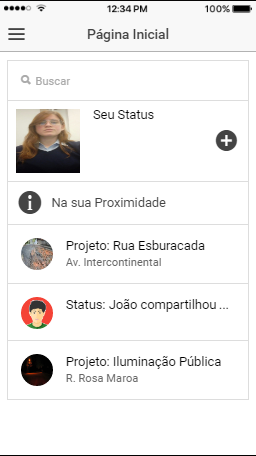 12:34 PM
100%
Página Inicial
Buscar
Seu Status
Na sua Proximidade
Projeto: Rua Esburacada
Av. Intercontinental
Status: João compartilhou ...
Projeto: Iluminação Pública
R. Rosa Maroa